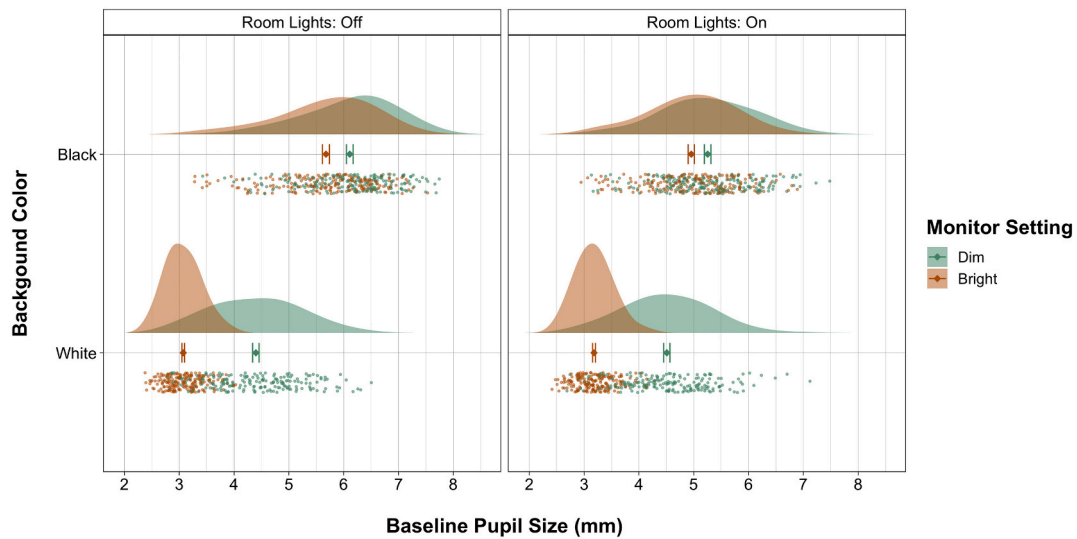 Room Lights: Off
Room Lights: On
Backgound Color
Black
White
2 3 4 5 6 7 8
2 3 4 5 6 7 8
Baseline Pupil Size (mm)
Monitor Setting
Dim
Bright